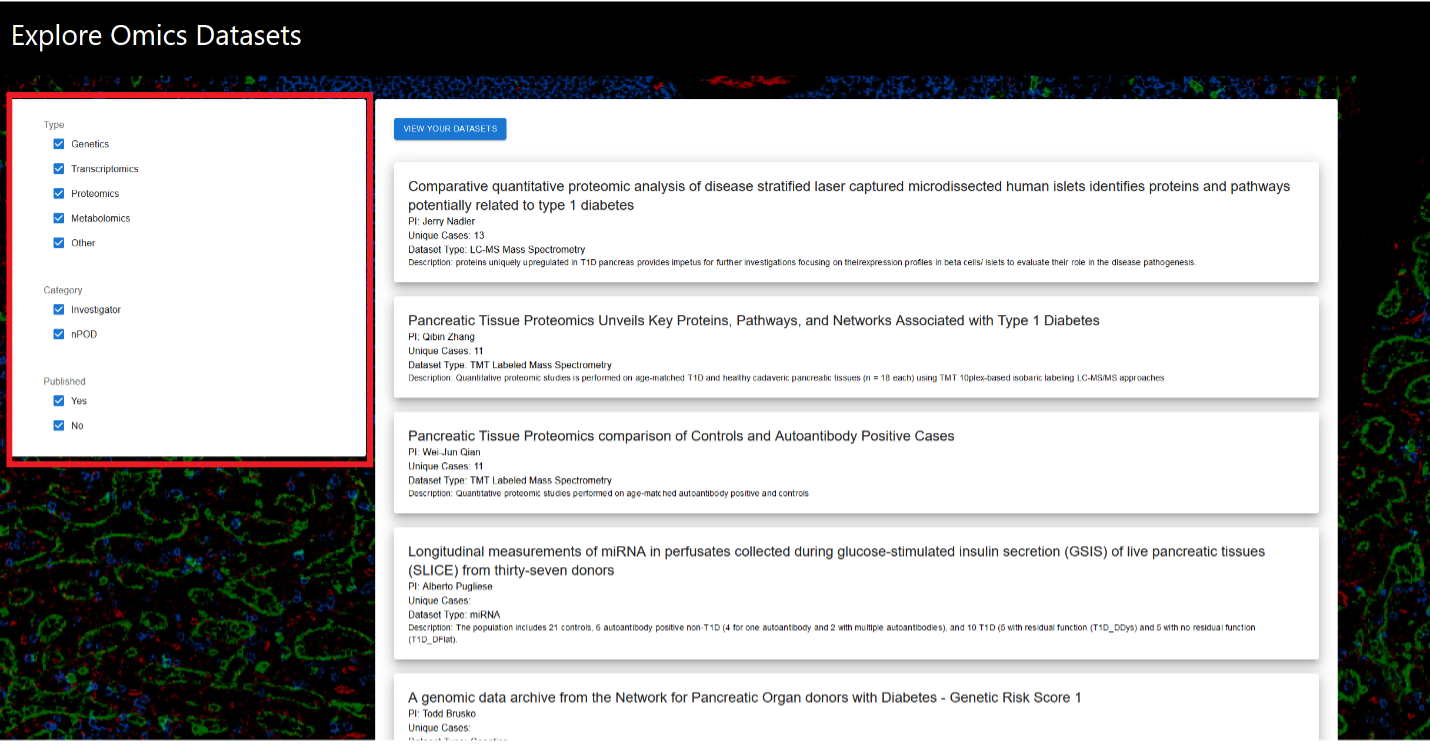 Explore Omics Datasets
Type
Genetics
Transcriptomics
Proteomics
Metabolomics
Other
Category
Investigator
nPOD
Published
Yes
No
VIEW YOUR DATASETS
Comparative quantitative proteomic analysis of disease stratified laser captured microdissected human islets identifies proteins and pathways
potentially related to type 1 diabetes
PI: Jerry Nadler
Unique Cases: 13
Dataset Type: LC-MS Mass Spectrometry
Description: proteins uniquely upregulated in T1D pancreas provides impetus for further investigations focusing on theirexpression profiles in beta cells/ islets to evaluate their role in the disease pathogenesis.
Pancreatic Tissue Proteomics Unveils Key Proteins, Pathways, and Networks Associated with Type 1 Diabetes
PI: Qibin Zhang
Unique Cases: 11
Dataset Type: TMT Labeled Mass Spectrometry
Description: Quantitative proteomic studies is performed on age-matched T1D and healthy cadaveric pancreatic tissues (n = 18 each) using TMT 10plex-based isobaric labeling LC-MS/MS approaches.
Pancreatic Tissue Proteomics comparison of Controls and Autoantibody Positive Cases
PI: Wei-Jun Qian
Unique Cases: 11
Dataset Type: TMT Labeled Mass Spectrometry
Description: Quantitative proteomic studies performed on age-matched autoantibody positive and controls
Longitudinal measurements of miRNA in perfusates collected during glucose-stimulated insulin secretion (GSIS) of live pancreatic tissues
(SLICE) from thirty-seven donors
PI: Alberto Pugliese
Unique Cases:
Dataset Type: miRNA
Description: The population includes 21 controls, 6 autoantibody positive non-T1D (4 for one autoantibody and 2 with multiple autoantibodies), and 10 T1D (5 with residual function (T1D_DDys) and 5 with no residual function
(T1D_DFlat).
A genomic data archive from the Network for Pancreatic Organ donors with Diabetes - Genetic Risk Score 1
PI: Todd Brusko
Unique Cases:
Dataset Type: Genetics